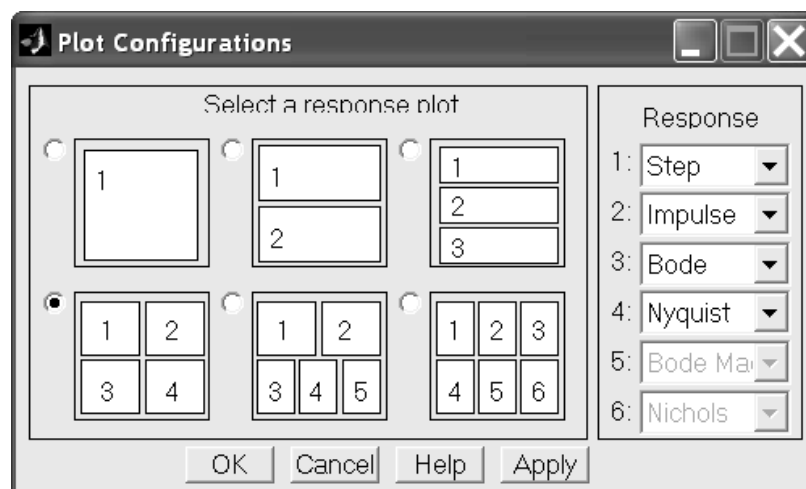 Plot Configurations
Select a response plot
1
1
2
1
2
3
1 2
3 4
1 2
3 4 5
1 2 3
4 5 6
Response
1: Step
2: Impulse
3: Bode
4: Nyquist
5: Bode Ma
6: Nichols
OK Cancel Help Apply